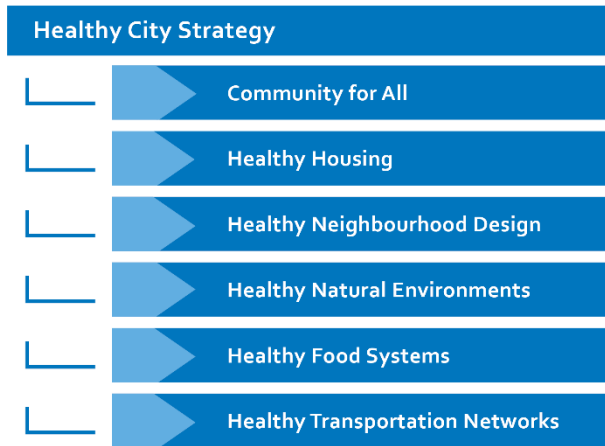 Healthy City Strategy
Community for All
Healthy Housing
Healthy Neighbourhood Design
Healthy Natural Environments
Healthy Food Systems
Healthy Transportation Networks